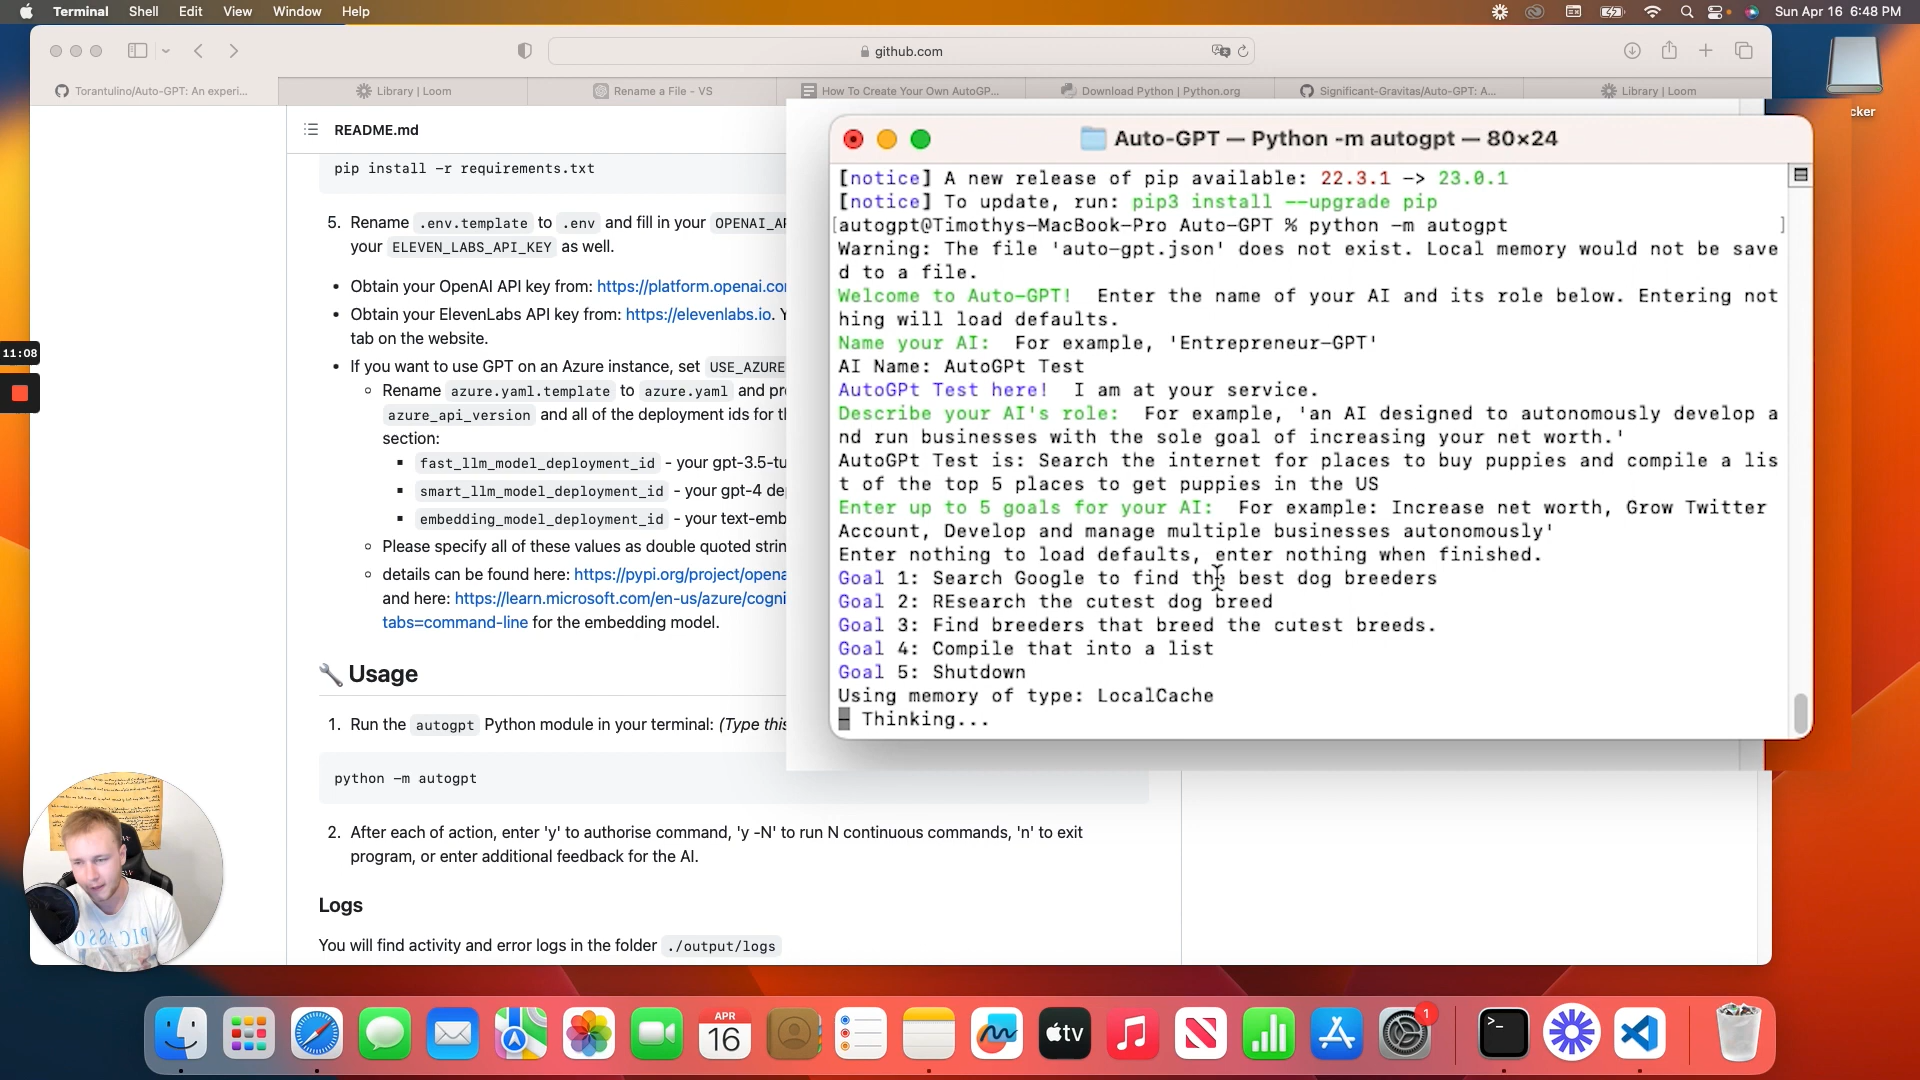 Terminal Shell Edit View Window Help
Sun Apr 16 6:48 PM
github.com
Torantulino/Auto-GPT: An experi...
Library | Loom
Rename a File - VS
How To Create Your Own AutoGP...
Download Python | Python.org
Significant-Gravitas/Auto-GPT: A...
Library | Loom
cker
README.md
pip install -r requirements.txt
5. Rename .env.template to .env and fill in your OPENAI_AP
your ELEVEN_LABS_API_KEY as well.
• Obtain your OpenAI API key from: https://platform.openai.co
• Obtain your ElevenLabs API key from: https://elevenlabs.io. Y
tab on the website.
• If you want to use GPT on an Azure instance, set USE_AZURE
Rename azure.yaml.template to azure.yaml and pr
azure_api_version and all of the deployment ids for t
section:
fast_llm_model_deployment_id - your gpt-3.5-tu
smart_llm_model_deployment_id - your gpt-4 de
embedding_model_deployment_id - your text-emb
Please specify all of these values as double quoted strin
details can be found here: https://pypi.org/project/opena
and here: https://learn.microsoft.com/en-us/azure/cogni
tabs=command-line for the embedding model.
Usage
1. Run the autogpt Python module in your terminal: (Type this
python -m autogpt
2. After each of action, enter 'y' to authorise command, 'y -N' to run N continuous commands, 'n' to exit
program, or enter additional feedback for the AI.
Logs
You will find activity and error logs in the folder ./output/logs
11:08
Auto-GPT — Python -m autogpt — 80×24
[notice] A new release of pip available: 22.3.1 -> 23.0.1
[notice] To update, run: pip3 install --upgrade pip
[autogpt@Timothys-MacBook-Pro Auto-GPT % python -m autogpt ]
Warning: The file 'auto-gpt.json' does not exist. Local memory would not be save
d to a file.
Welcome to Auto-GPT! Enter the name of your AI and its role below. Entering not
hing will load defaults.
Name your AI: For example, 'Entrepreneur-GPT'
AI Name: AutoGPt Test
AutoGPt Test here! I am at your service.
Describe your AI's role: For example, 'an AI designed to autonomously develop a
nd run businesses with the sole goal of increasing your net worth.'
AutoGPt Test is: Search the internet for places to buy puppies and compile a lis
t of the top 5 places to get puppies in the US
Enter up to 5 goals for your AI: For example: Increase net worth, Grow Twitter
Account, Develop and manage multiple businesses autonomously'
Enter nothing to load defaults, enter nothing when finished.
Goal 1: Search Google to find the best dog breeders
Goal 2: REsearch the cutest dog breed
Goal 3: Find breeders that breed the cutest breeds.
Goal 4: Compile that into a list
Goal 5: Shutdown
Using memory of type: LocalCache
- Thinking...
PICASSO
APR
16
tv
1
>_